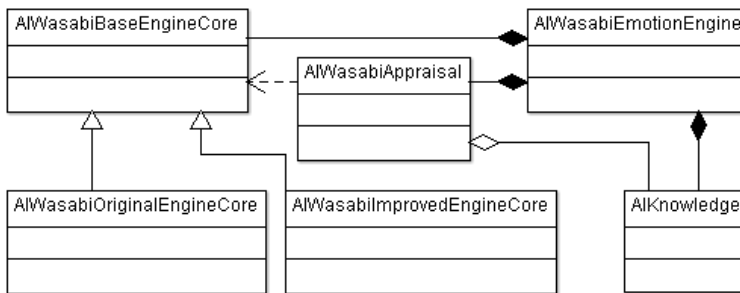 AIWasabiBaseEngineCore
AIWasabiEmotionEngine
AIWasabiAppraisal
AIWasabiOriginalEngineCore
AIWasabiImprovedEngineCore
AIKnowledge